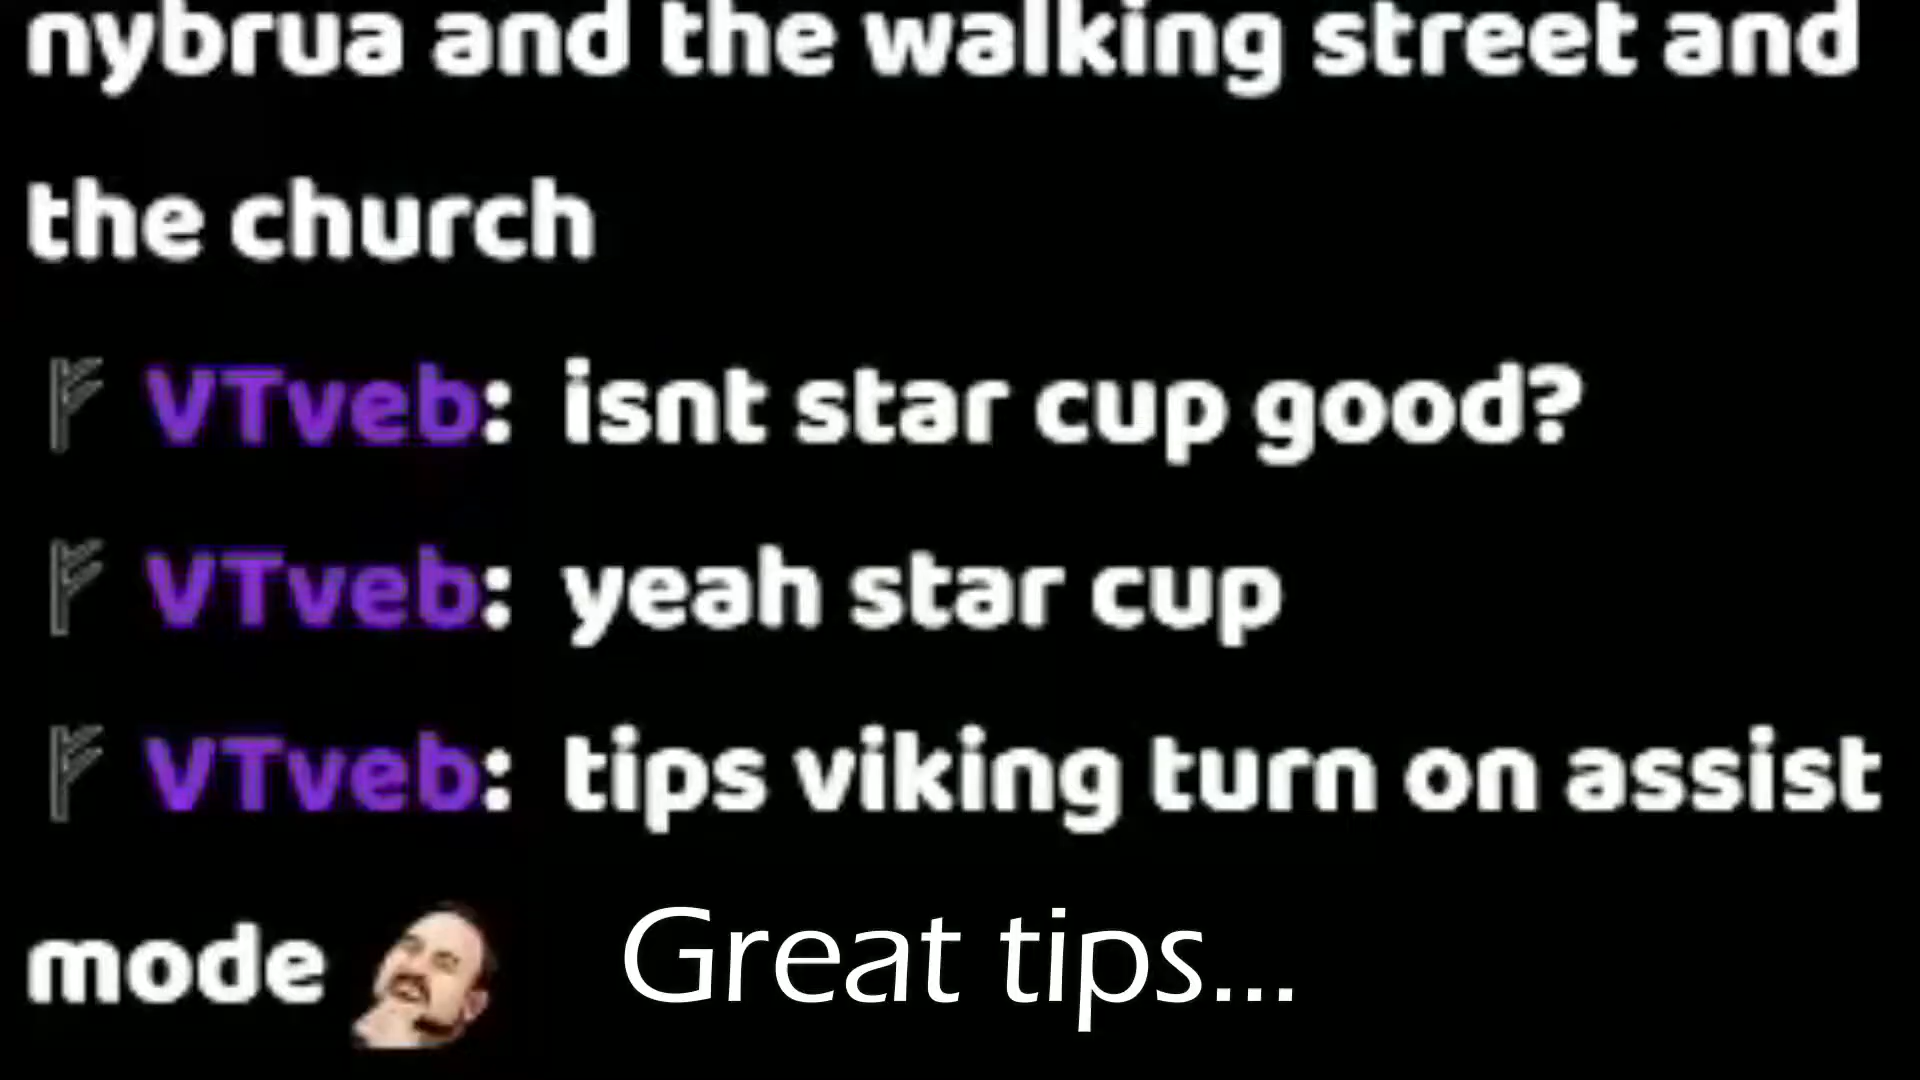 nybrua and the walking street and
the church
VTveb: isnt star cup good?
VTveb: yeah star cup
VTveb: tips viking turn on assist
mode
Great tips...